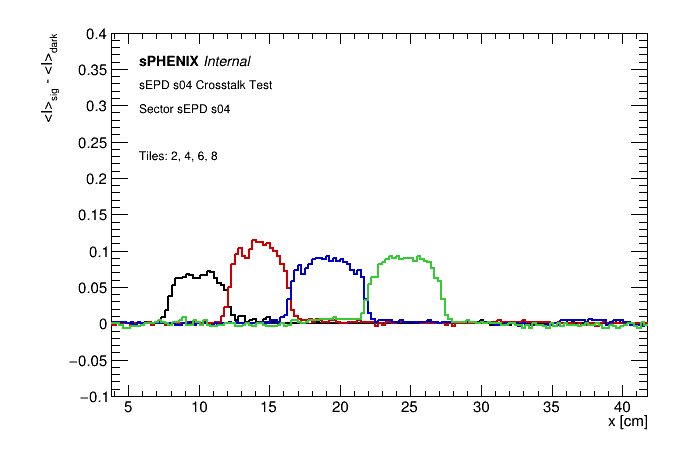 <I>sig - <I>dark
0.4
0.35
0.3
0.25
0.2
0.15
0.1
0.05
0
−0.05
−0.1
sPHENIX Internal
sEPD s04 Crosstalk Test
Sector sEPD s04
Tiles: 2, 4, 6, 8
5 10 15 20 25 30 35 40
x [cm]